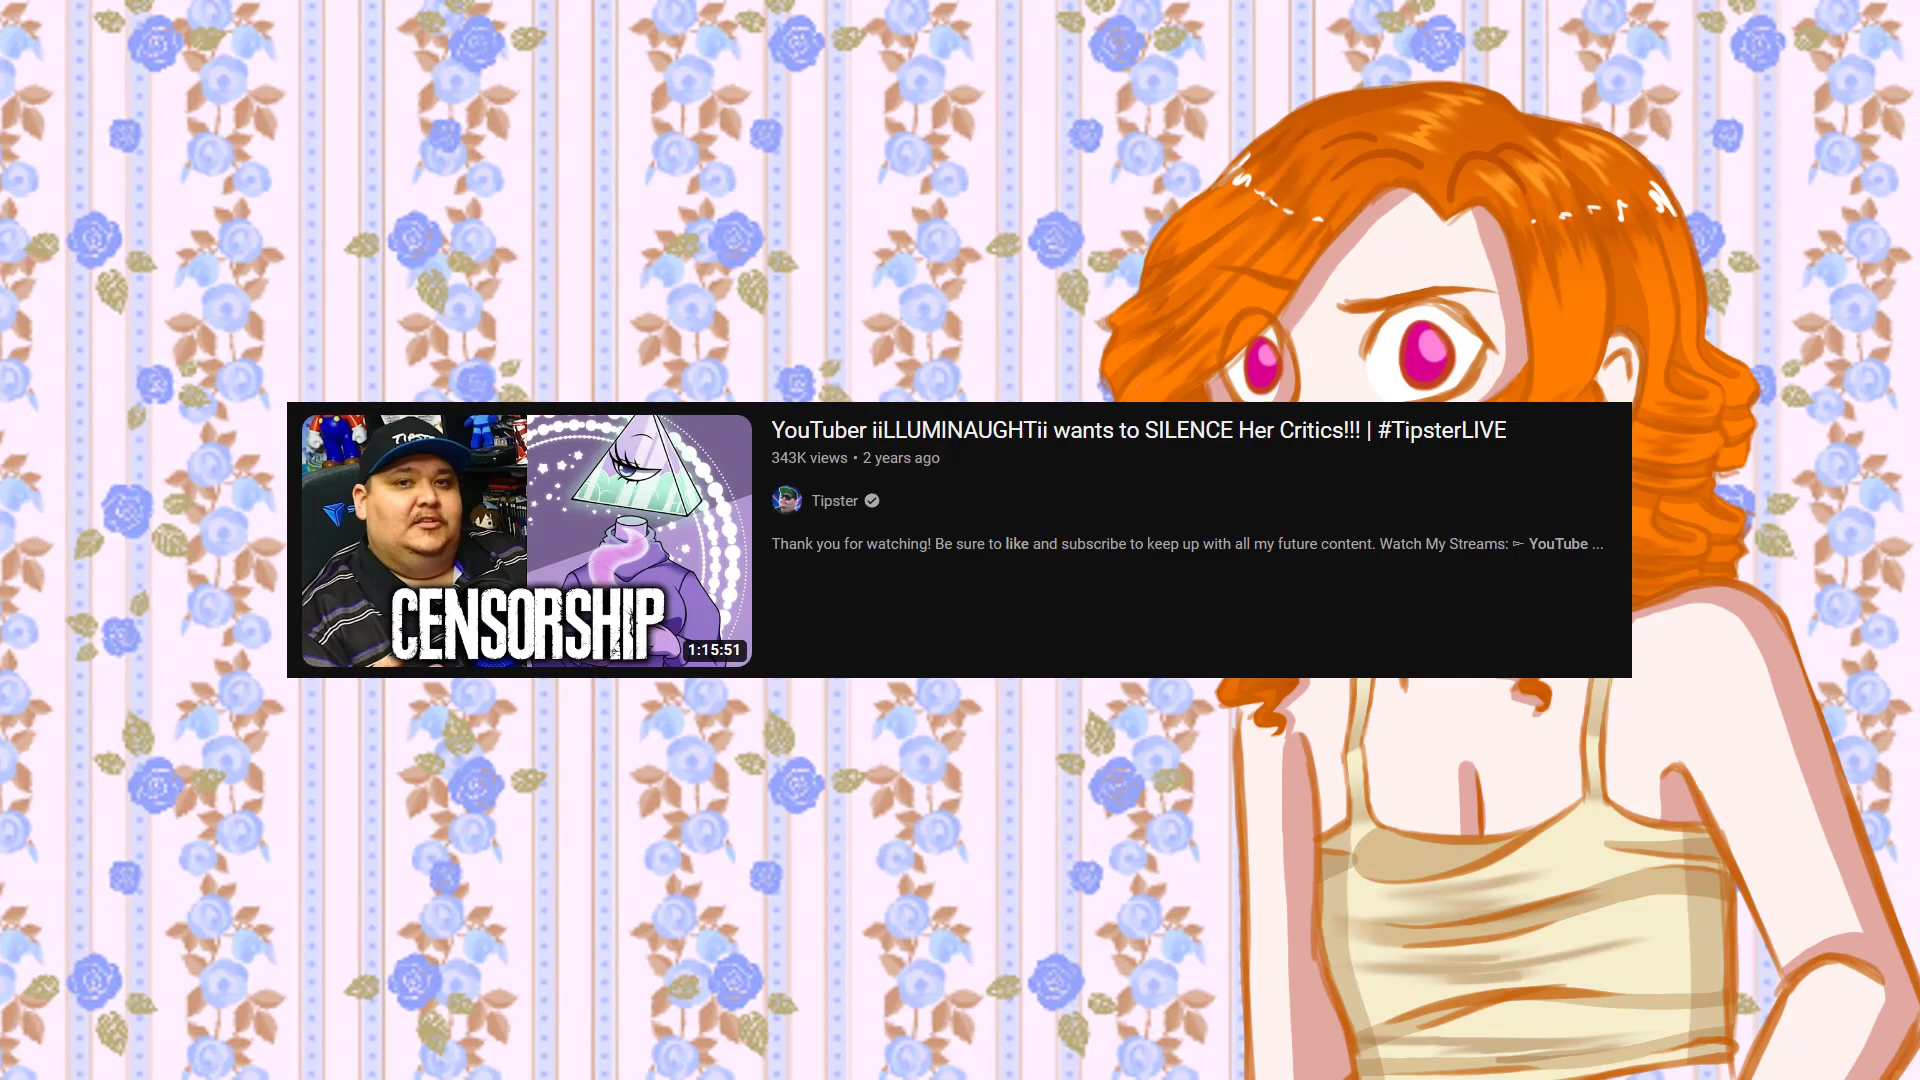 YouTuber iiLLUMINAUGHTii wants to SILENCE Her Critics!!! | #TipsterLIVE
343K views • 2 years ago
Tipster
Thank you for watching! Be sure to like and subscribe to keep up with all my future content. Watch My Streams: ► YouTube ...
CENSORSHIP
1:15:51